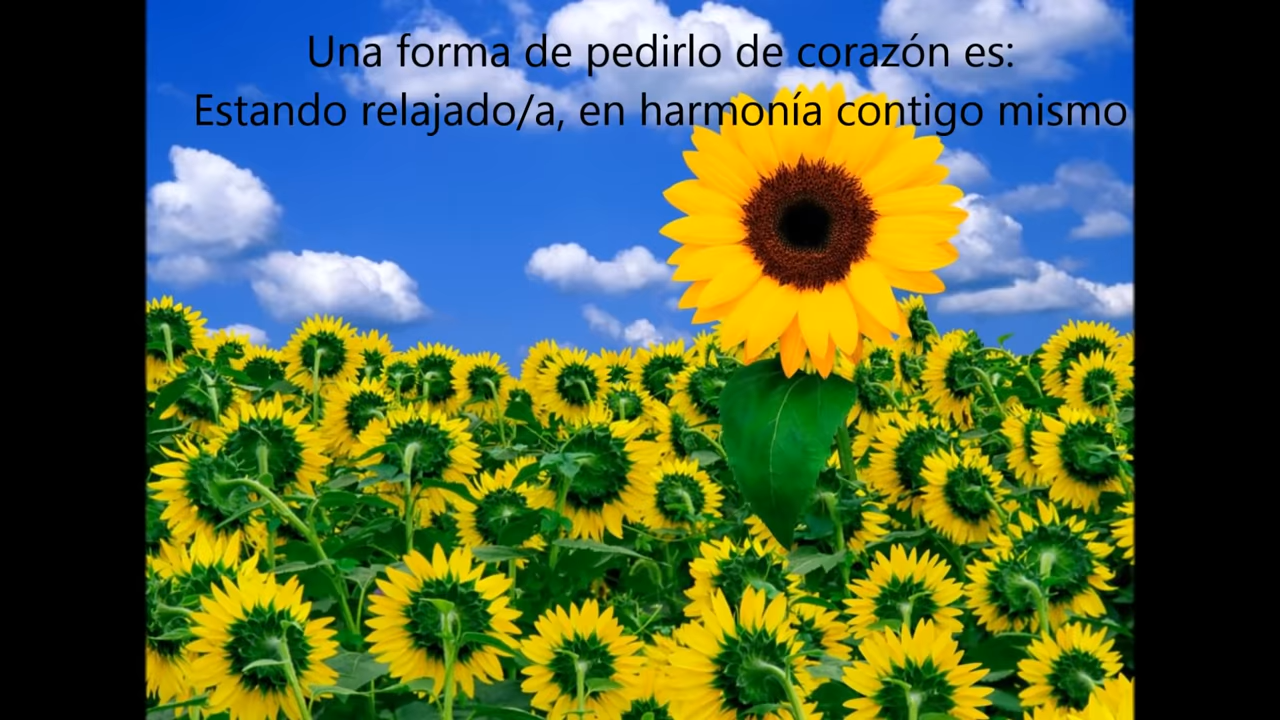 Una forma de pedirlo de corazón es:
Estando relajado/a, en harmonía contigo mismo